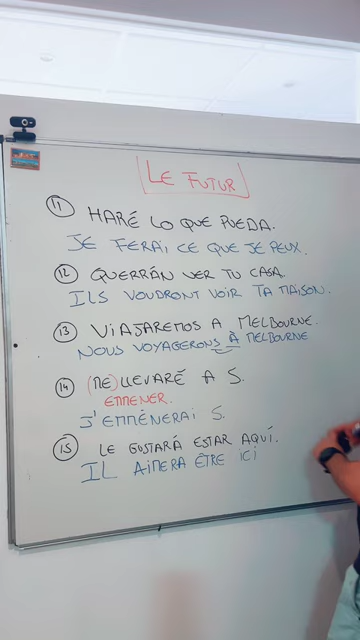 LE FUTUR
11 HARÉ LO QUE PUEDA.
JE FERAI CE QUE JE PEUX.
12 QUERRÁN VER TU CASA.
ILS VOUDRONT VOIR TA MAISON.
13 VIAJAREMOS A MELBOURNE.
NOUS VOYAGERONS À MELBOURNE
14 (ME) LLEVARÉ A S.
EMMENER.
J'EMMÈNERAI S.
15 LE GUSTARÁ ESTAR AQUÍ.
IL AIMERA ÊTRE ICI